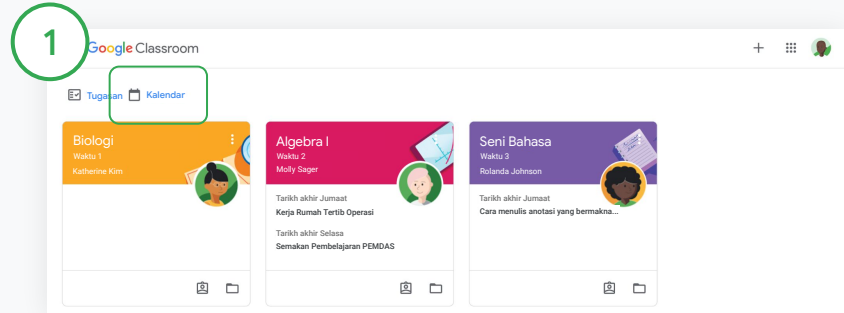 1
Google Classroom
Tugasan Kalendar
Biologi
Waktu 1
Katherine Kim
Algebra I
Waktu 2
Molly Sager
Tarikh akhir Jumaat
Kerja Rumah Tertib Operasi
Tarikh akhir Selasa
Semakan Pembelajaran PEMDAS
Seni Bahasa
Waktu 3
Rolanda Johnson
Tarikh akhir Jumaat
Cara menulis anotasi yang bermakna...